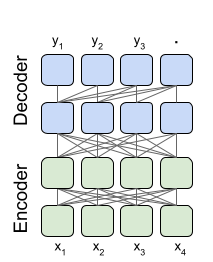 y₁ y₂ y₃ .
Decoder
Encoder
x₁ x₂ x₃ x₄